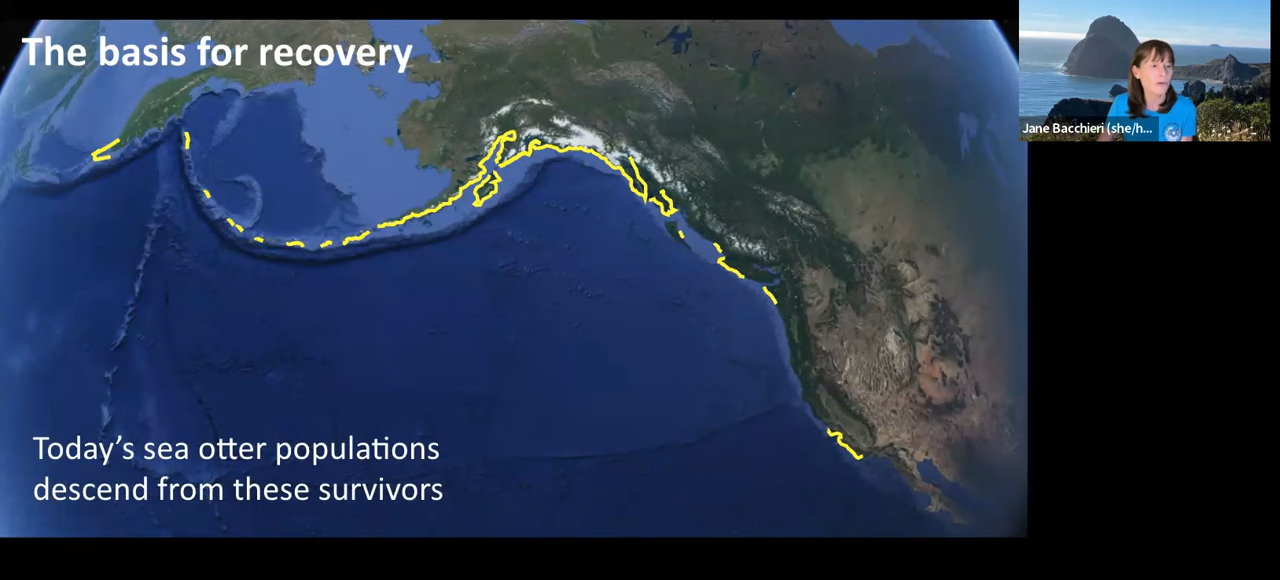 The basis for recovery
Jane Bacchieri (she/h...
Today's sea otter populations
descend from these survivors